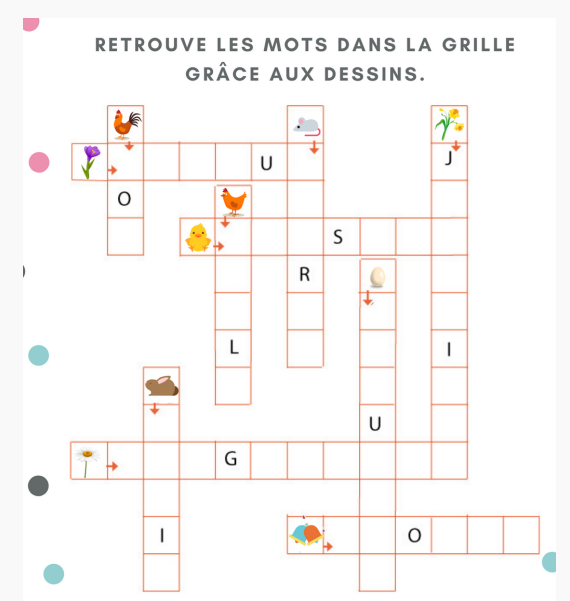 RETROUVE LES MOTS DANS LA GRILLE
GRÂCE AUX DESSINS.
U J
O
S
R
L I
U
G
I O